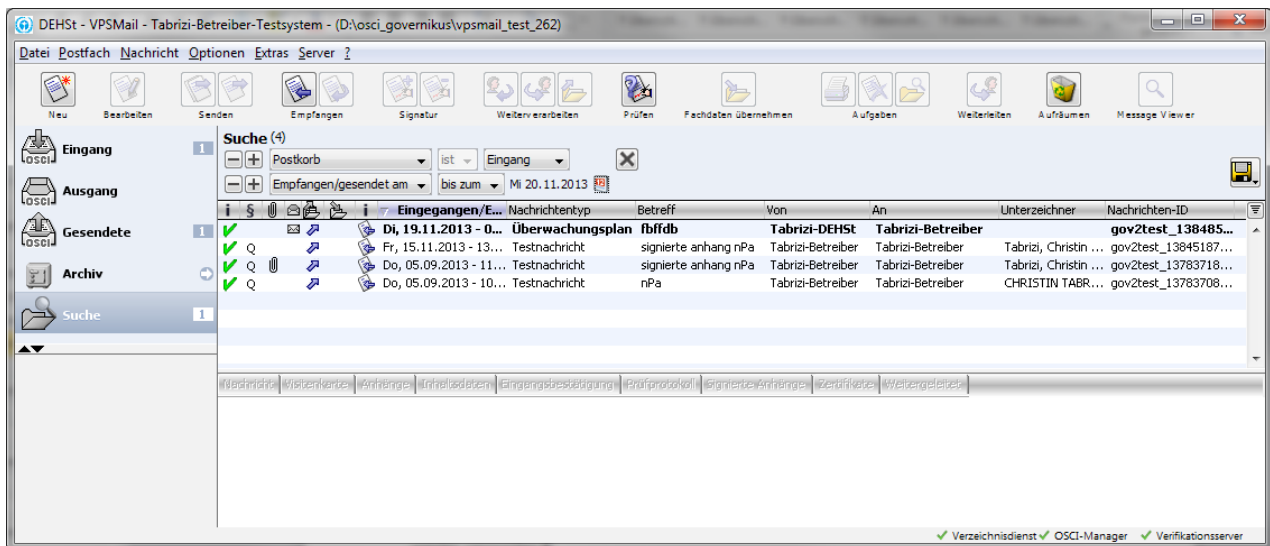 DEHSt - VPSMail - Tabrizi-Betreiber-Testsystem - (D:\osci_governikus\vpsmail_test_262)
Datei Postfach Nachricht Optionen Extras Server ?
Neu Bearbeiten Senden Empfangen Signatur Weiterverarbeiten Prüfen Fachdaten übernehmen Aufgaben Weiterleiten Aufräumen Message Viewer
OSCI Eingang 1
OSCI Ausgang
OSCI Gesendete 1
Archiv
Suche 1
Suche (4)
Postkorb ist Eingang
Empfangen/gesendet am bis zum Mi 20.11.2013
i § i Eingegangen/E... Nachrichtentyp Betreff Von An Unterzeichner Nachrichten-ID
Di, 19.11.2013 - 0... Überwachungsplan fbffdb Tabrizi-DEHSt Tabrizi-Betreiber gov2test_138485...
Q Fr, 15.11.2013 - 13... Testnachricht signierte anhang nPa Tabrizi-Betreiber Tabrizi-Betreiber Tabrizi, Christin ... gov2test_13845187...
Q Do, 05.09.2013 - 11... Testnachricht signierte anhang nPa Tabrizi-Betreiber Tabrizi-Betreiber Tabrizi, Christin ... gov2test_13783718...
Q Do, 05.09.2013 - 10... Testnachricht nPa Tabrizi-Betreiber Tabrizi-Betreiber CHRISTIN TABR... gov2test_13783708...
Nachricht Visitenkarte Anhänge Inhaltsdaten Eingangsbestätigung Prüfprotokoll Signierte Anhänge Zertifikate Weitergeleitet
Verzeichnisdienst OSCI-Manager Verifikationsserver